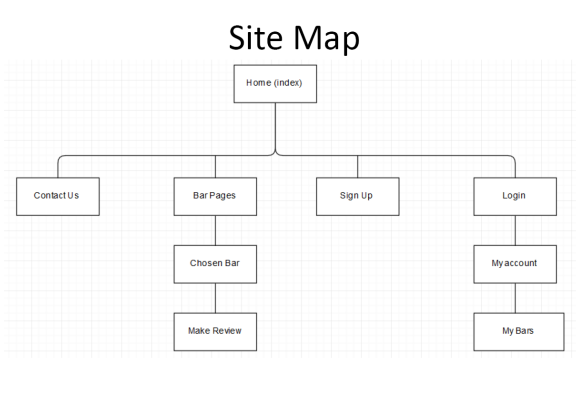 Site Map
Home (index)
Contact Us
Bar Pages
Sign Up
Login
Chosen Bar
My account
Make Review
My Bars